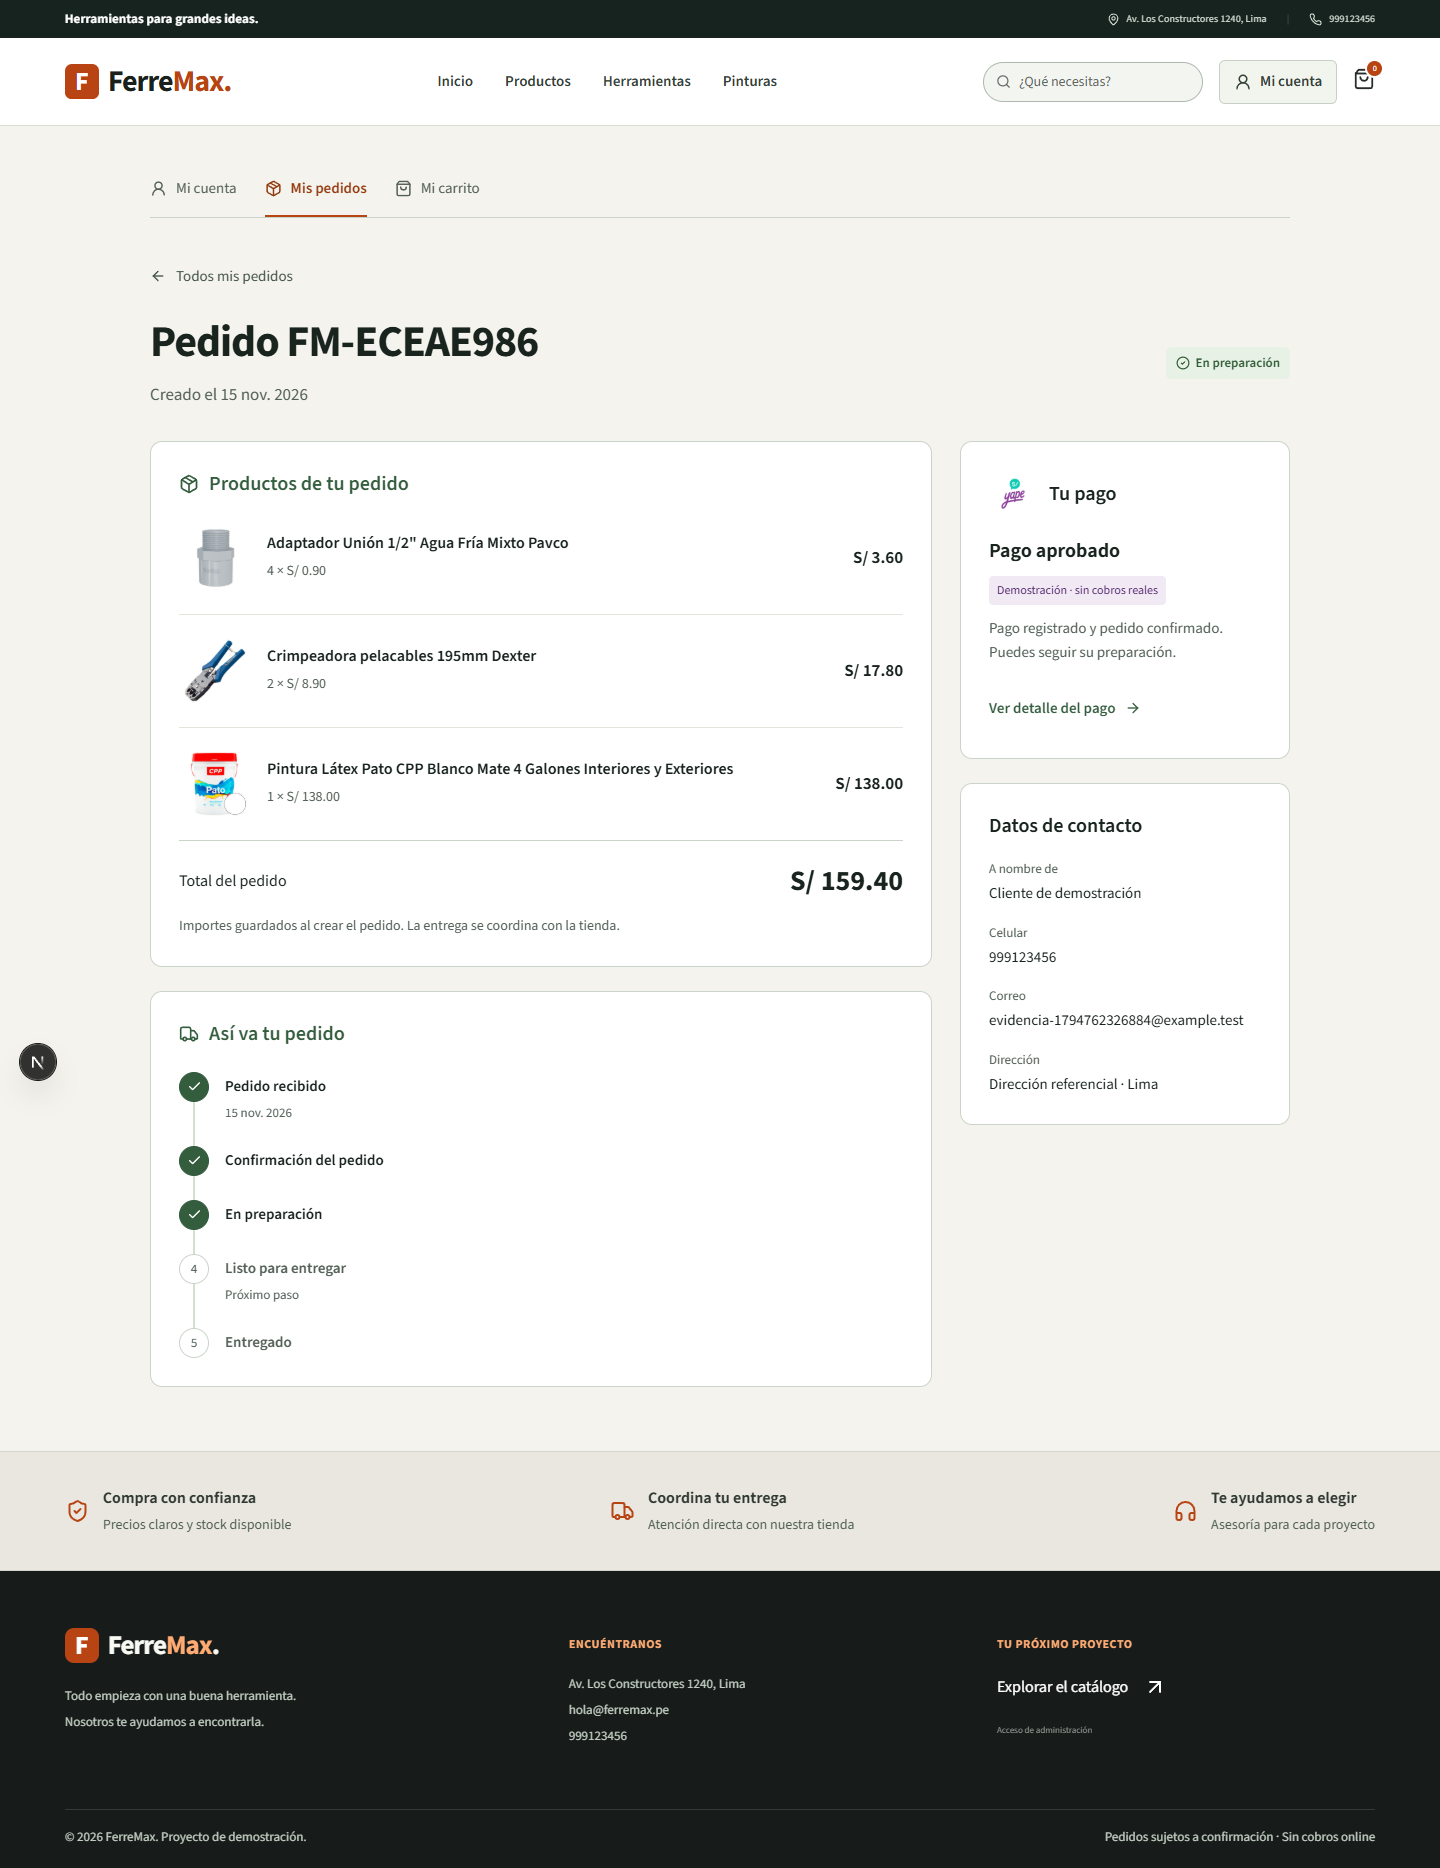 Herramientas para grandes ideas.
Av. Los Constructores 1240, Lima
999123456
F FerreMax.
Inicio
Productos
Herramientas
Pinturas
¿Qué necesitas?
Mi cuenta
0
Mi cuenta
Mis pedidos
Mi carrito
Todos mis pedidos
Pedido FM-ECEAE986
Creado el 15 nov. 2026
En preparación
Productos de tu pedido
Adaptador Unión 1/2" Agua Fría Mixto Pavco
4 × S/ 0.90
S/ 3.60
Crimpeadora pelacables 195mm Dexter
2 × S/ 8.90
S/ 17.80
CPP
Pato
Pintura Látex Pato CPP Blanco Mate 4 Galones Interiores y Exteriores
1 × S/ 138.00
S/ 138.00
Total del pedido
S/ 159.40
Importes guardados al crear el pedido. La entrega se coordina con la tienda.
Así va tu pedido
Pedido recibido
15 nov. 2026
Confirmación del pedido
En preparación
4
Listo para entregar
Próximo paso
5
Entregado
S/
yape
Tu pago
Pago aprobado
Demostración · sin cobros reales
Pago registrado y pedido confirmado.
Puedes seguir su preparación.
Ver detalle del pago
Datos de contacto
A nombre de
Cliente de demostración
Celular
999123456
Correo
evidencia-1794762326884@example.test
Dirección
Dirección referencial · Lima
N
Compra con confianza
Precios claros y stock disponible
Coordina tu entrega
Atención directa con nuestra tienda
Te ayudamos a elegir
Asesoría para cada proyecto
F FerreMax.
Todo empieza con una buena herramienta.
Nosotros te ayudamos a encontrarla.
ENCUÉNTRANOS
Av. Los Constructores 1240, Lima
hola@ferremax.pe
999123456
TU PRÓXIMO PROYECTO
Explorar el catálogo
Acceso de administración
© 2026 FerreMax. Proyecto de demostración.
Pedidos sujetos a confirmación · Sin cobros online